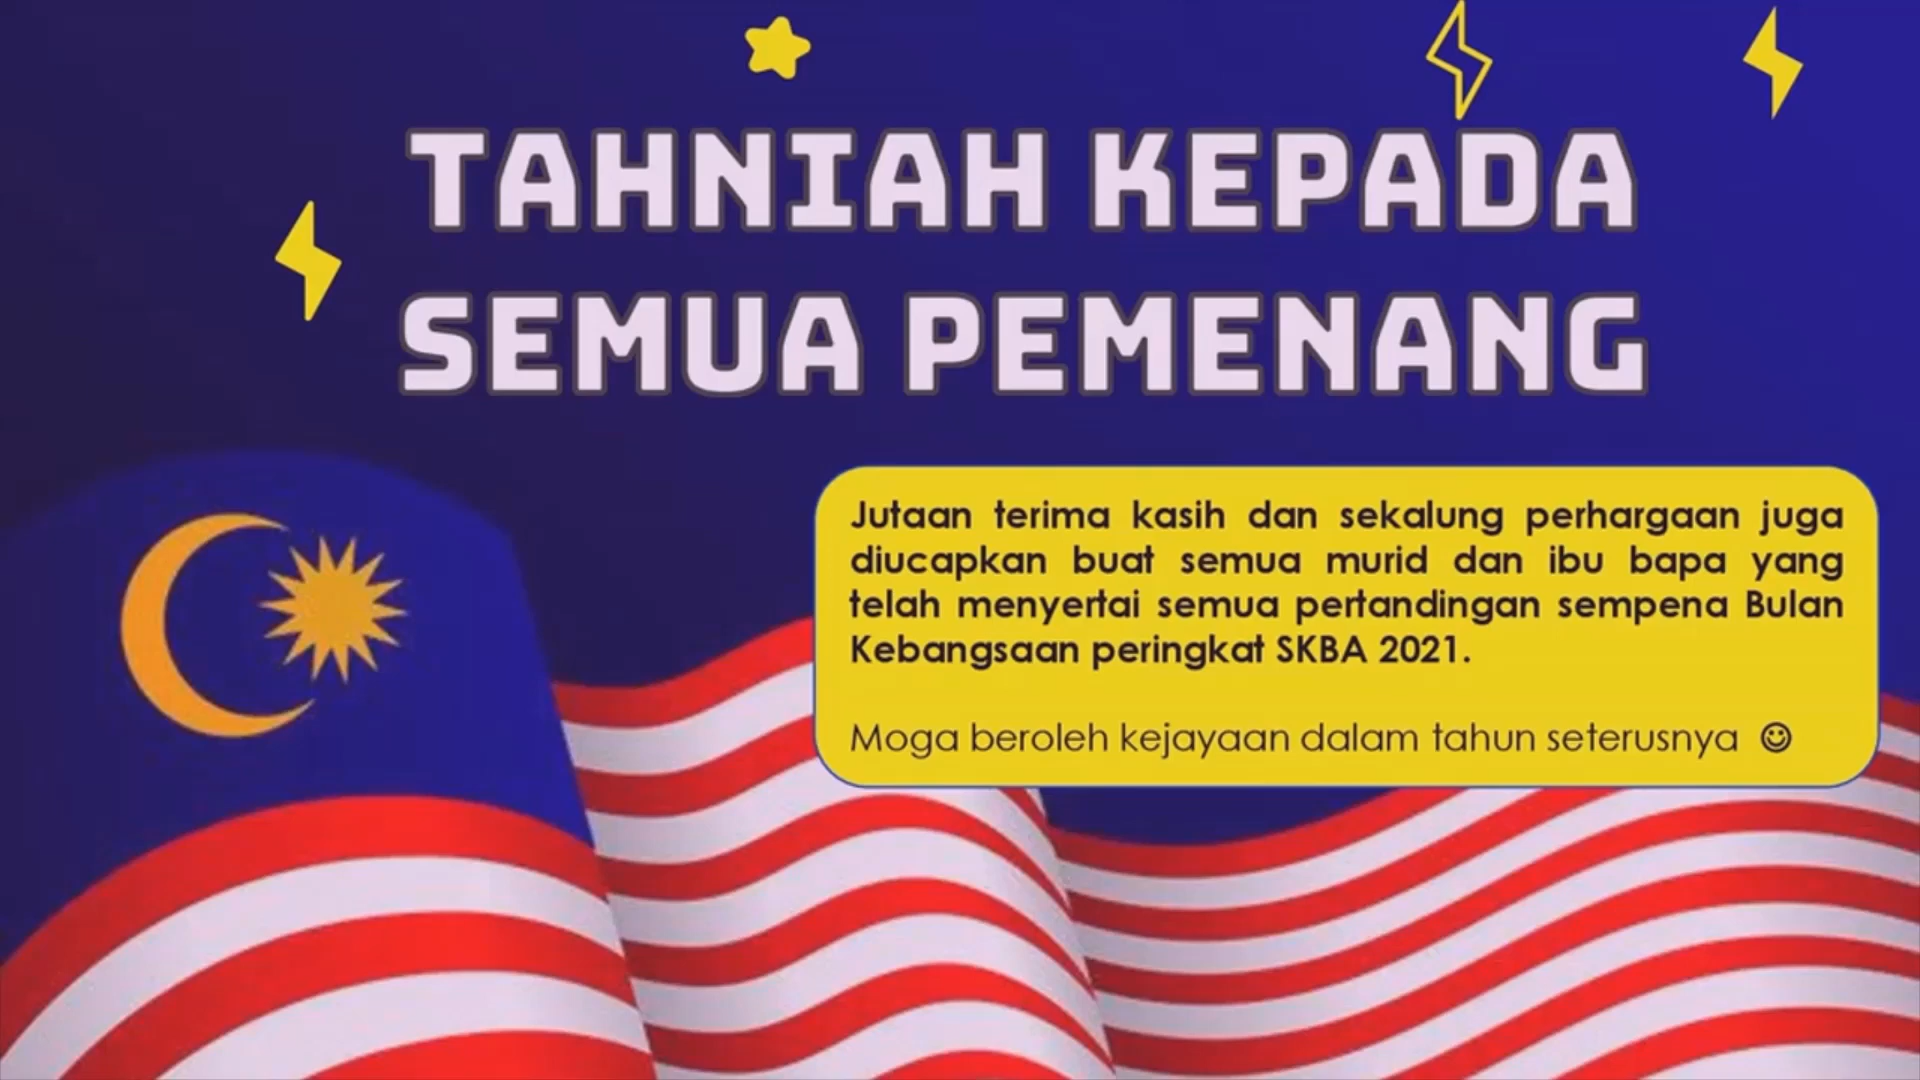 TAHNIAH KEPADA
SEMUA PEMENANG
Jutaan terima kasih dan sekalung perhargaan juga
diucapkan buat semua murid dan ibu bapa yang
telah menyertai semua pertandingan sempena Bulan
Kebangsaan peringkat SKBA 2021.
Moga beroleh kejayaan dalam tahun seterusnya ☺